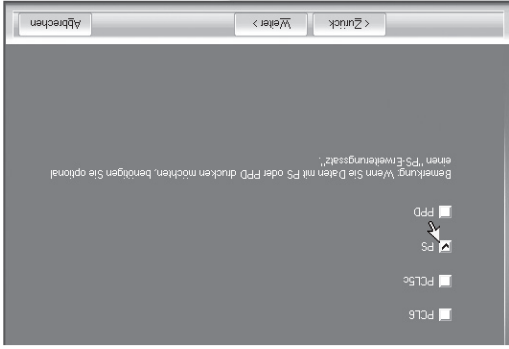 PCL6
PCL5c
PS
PPD
Bemerkung: Wenn Sie Daten mit PS oder PPD drucken möchten, benötigen Sie optional
einen "PS-Erweiterungssatz".
< Zurück
Weiter >
Abbrechen